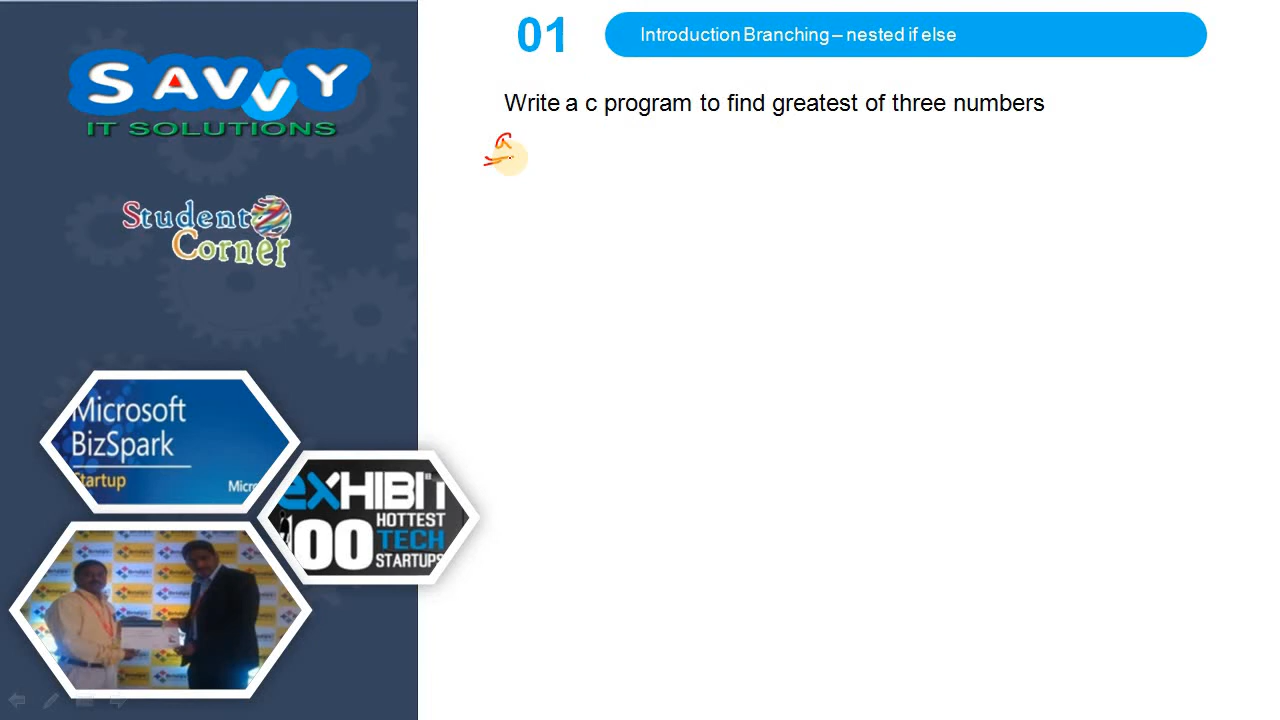 SAVVY
IT SOLUTIONS
Student
Corner
Microsoft
BizSpark
Startup
Micro
eXHIBIT
100
HOTTEST
TECH
STARTUPS
01
Introduction Branching – nested if else
Write a c program to find greatest of three numbers
a